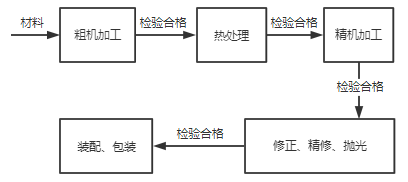 材料
粗机加工
检验合格
热处理
检验合格
精机加工
检验合格
修正、精修、抛光
检验合格
装配、包装